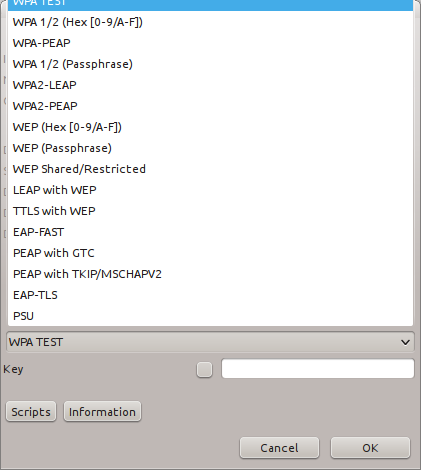 WPA TEST
WPA 1/2 (Hex [0-9/A-F])
WPA-PEAP
WPA 1/2 (Passphrase)
WPA2-LEAP
WPA2-PEAP
WEP (Hex [0-9/A-F])
WEP (Passphrase)
WEP Shared/Restricted
LEAP with WEP
TTLS with WEP
EAP-FAST
PEAP with GTC
PEAP with TKIP/MSCHAPV2
EAP-TLS
PSU
WPA TEST
Key
Scripts Information
Cancel OK